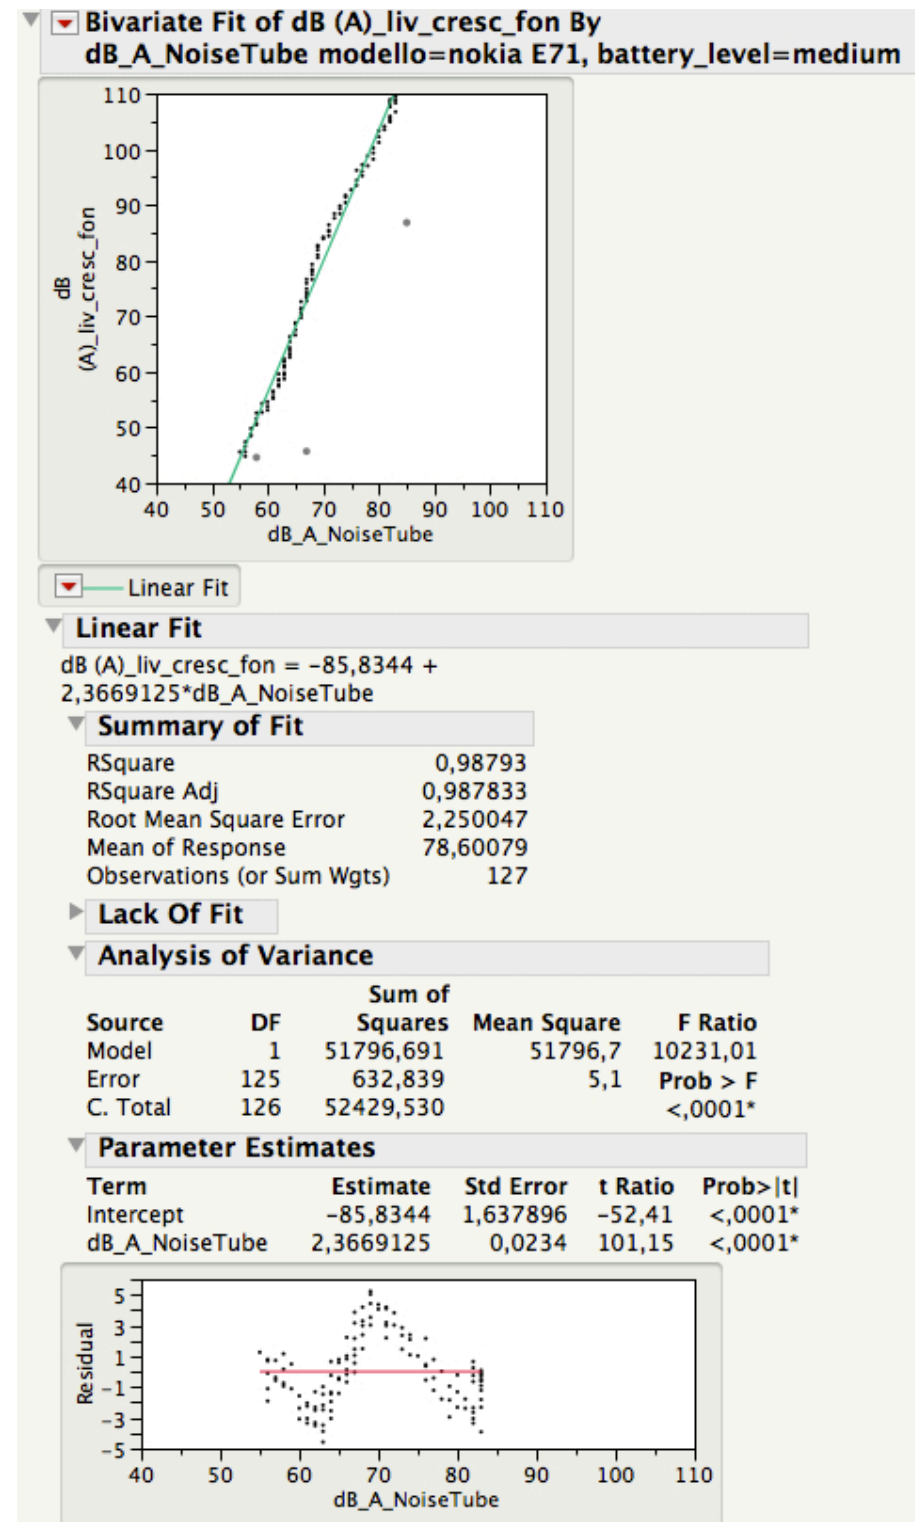 Bivariate Fit of dB (A)_liv_cresc_fon By
dB_A_NoiseTube modello=nokia E71, battery_level=medium
110
100
90
80
70
60
50
40
dB
(A)_liv_cresc_fon
40 50 60 70 80 90 100 110
dB_A_NoiseTube
Linear Fit
Linear Fit
dB (A)_liv_cresc_fon = -85,8344 +
2,3669125*dB_A_NoiseTube
Summary of Fit
RSquare 0,98793
RSquare Adj 0,987833
Root Mean Square Error 2,250047
Mean of Response 78,60079
Observations (or Sum Wgts) 127
Lack Of Fit
Analysis of Variance
Sum of
Source DF Squares Mean Square F Ratio
Model 1 51796,691 51796,7 10231,01
Error 125 632,839 5,1 Prob > F
C. Total 126 52429,530 <,0001*
Parameter Estimates
Term Estimate Std Error t Ratio Prob>|t|
Intercept -85,8344 1,637896 -52,41 <,0001*
dB_A_NoiseTube 2,3669125 0,0234 101,15 <,0001*
5
3
1
-1
-3
-5
Residual
40 50 60 70 80 90 100 110
dB_A_NoiseTube